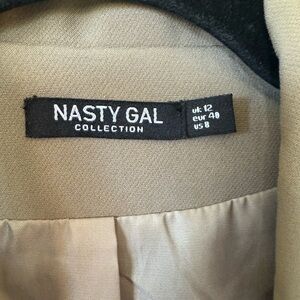 NASTY GAL
COLLECTION
uk 12
eur 40
us 8